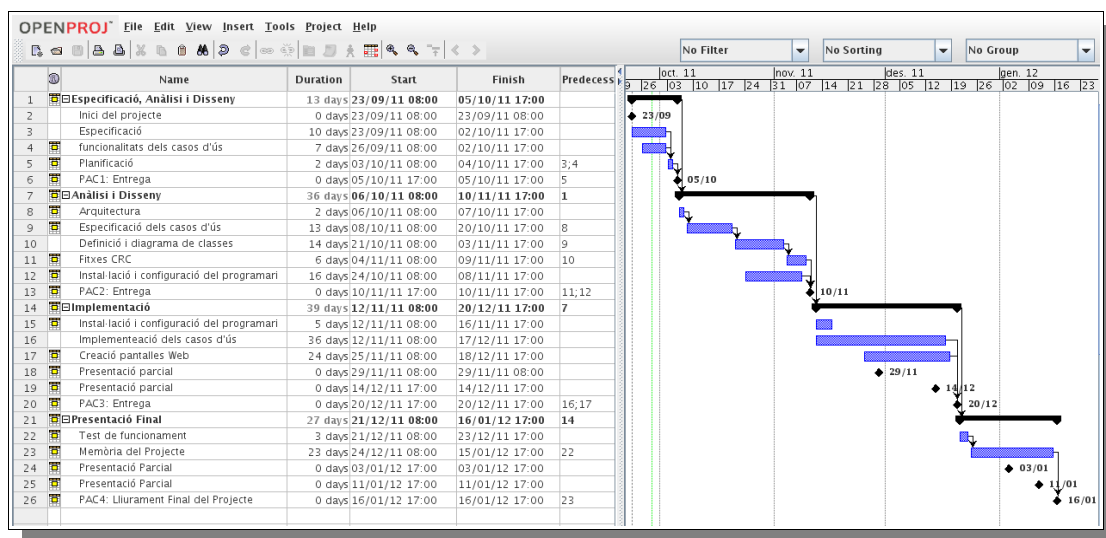 OPENPROJ™ File Edit View Insert Tools Project Help
No Filter No Sorting No Group
Name Duration Start Finish Predecess
oct. 11 nov. 11 des. 11 gen. 12
9 26 03 10 17 24 31 07 14 21 28 05 12 19 26 02 09 16 23
1 Especificació, Anàlisi i Disseny 13 days 23/09/11 08:00 05/10/11 17:00
2 Inici del projecte 0 days 23/09/11 08:00 23/09/11 08:00 23/09
3 Especificació 10 days 23/09/11 08:00 02/10/11 17:00
4 funcionalitats dels casos d'ús 7 days 26/09/11 08:00 02/10/11 17:00
5 Planificació 2 days 03/10/11 08:00 04/10/11 17:00 3;4
6 PAC1: Entrega 0 days 05/10/11 17:00 05/10/11 17:00 5 05/10
7 Anàlisi i Disseny 36 days 06/10/11 08:00 10/11/11 17:00 1
8 Arquitectura 2 days 06/10/11 08:00 07/10/11 17:00
9 Especificació dels casos d'ús 13 days 08/10/11 08:00 20/10/11 17:00 8
10 Definició i diagrama de classes 14 days 21/10/11 08:00 03/11/11 17:00 9
11 Fitxes CRC 6 days 04/11/11 08:00 09/11/11 17:00 10
12 Instal·lació i configuració del programari 16 days 24/10/11 08:00 08/11/11 17:00
13 PAC2: Entrega 0 days 10/11/11 17:00 10/11/11 17:00 11;12 10/11
14 Implementació 39 days 12/11/11 08:00 20/12/11 17:00 7
15 Instal·lació i configuració del programari 5 days 12/11/11 08:00 16/11/11 17:00
16 Implementeació dels casos d'ús 36 days 12/11/11 08:00 17/12/11 17:00
17 Creació pantalles Web 24 days 25/11/11 08:00 18/12/11 17:00
18 Presentació parcial 0 days 29/11/11 08:00 29/11/11 08:00 29/11
19 Presentació parcial 0 days 14/12/11 17:00 14/12/11 17:00 14/12
20 PAC3: Entrega 0 days 20/12/11 17:00 20/12/11 17:00 16;17 20/12
21 Presentació Final 27 days 21/12/11 08:00 16/01/12 17:00 14
22 Test de funcionament 3 days 21/12/11 08:00 23/12/11 17:00
23 Memòria del Projecte 23 days 24/12/11 08:00 15/01/12 17:00 22
24 Presentació Parcial 0 days 03/01/12 17:00 03/01/12 17:00 03/01
25 Presentació Parcial 0 days 11/01/12 17:00 11/01/12 17:00 11/01
26 PAC4: Lliurament Final del Projecte 0 days 16/01/12 17:00 16/01/12 17:00 23 16/01